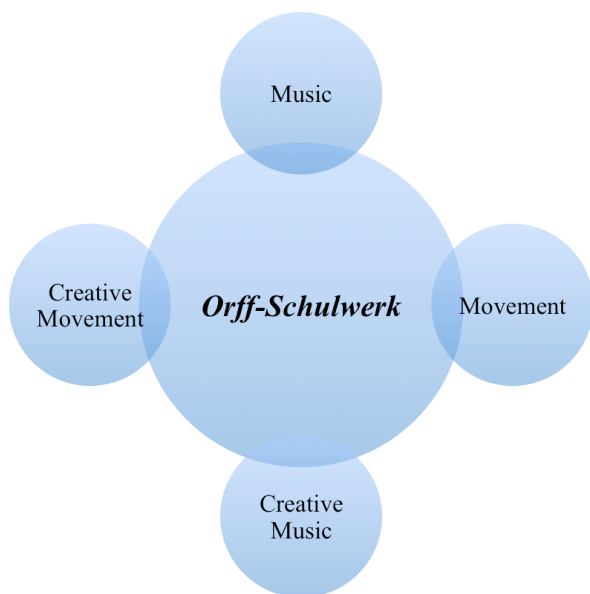 Music
Creative
Movement
Orff-Schulwerk
Movement
Creative
Music